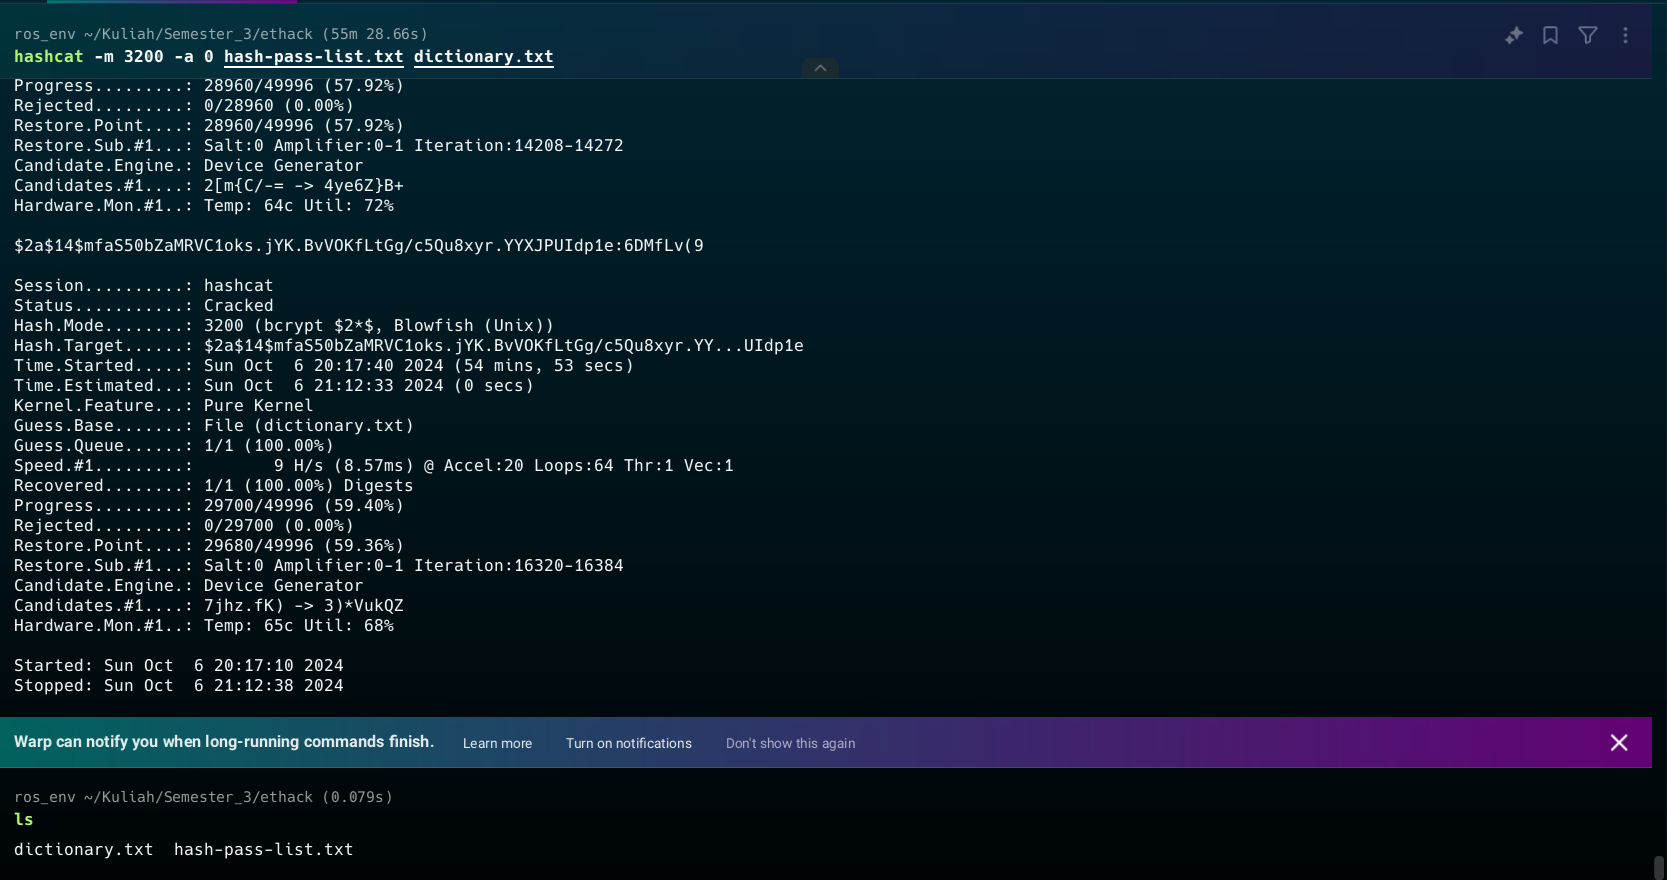 ros_env ~/Kuliah/Semester_3/ethack (55m 28.66s)
hashcat -m 3200 -a 0 hash-pass-list.txt dictionary.txt
Progress.........: 28960/49996 (57.92%)
Rejected.........: 0/28960 (0.00%)
Restore.Point....: 28960/49996 (57.92%)
Restore.Sub.#1...: Salt:0 Amplifier:0-1 Iteration:14208-14272
Candidate.Engine.: Device Generator
Candidates.#1....: 2[m{C/-= -> 4ye6Z}B+
Hardware.Mon.#1..: Temp: 64c Util: 72%
$2a$14$mfaS50bZaMRVC1oks.jYK.BvVOKfLtGg/c5Qu8xyr.YYXJPUIdp1e:6DMfLv(9
Session..........: hashcat
Status...........: Cracked
Hash.Mode........: 3200 (bcrypt $2*$, Blowfish (Unix))
Hash.Target......: $2a$14$mfaS50bZaMRVC1oks.jYK.BvVOKfLtGg/c5Qu8xyr.YY...UIdp1e
Time.Started.....: Sun Oct  6 20:17:40 2024 (54 mins, 53 secs)
Time.Estimated...: Sun Oct  6 21:12:33 2024 (0 secs)
Kernel.Feature...: Pure Kernel
Guess.Base.......: File (dictionary.txt)
Guess.Queue......: 1/1 (100.00%)
Speed.#1.........:        9 H/s (8.57ms) @ Accel:20 Loops:64 Thr:1 Vec:1
Recovered........: 1/1 (100.00%) Digests
Progress.........: 29700/49996 (59.40%)
Rejected.........: 0/29700 (0.00%)
Restore.Point....: 29680/49996 (59.36%)
Restore.Sub.#1...: Salt:0 Amplifier:0-1 Iteration:16320-16384
Candidate.Engine.: Device Generator
Candidates.#1....: 7jhz.fK) -> 3)*VukQZ
Hardware.Mon.#1..: Temp: 65c Util: 68%
Started: Sun Oct  6 20:17:10 2024
Stopped: Sun Oct  6 21:12:38 2024
Warp can notify you when long-running commands finish. Learn more Turn on notifications Don't show this again
ros_env ~/Kuliah/Semester_3/ethack (0.079s)
ls
dictionary.txt  hash-pass-list.txt